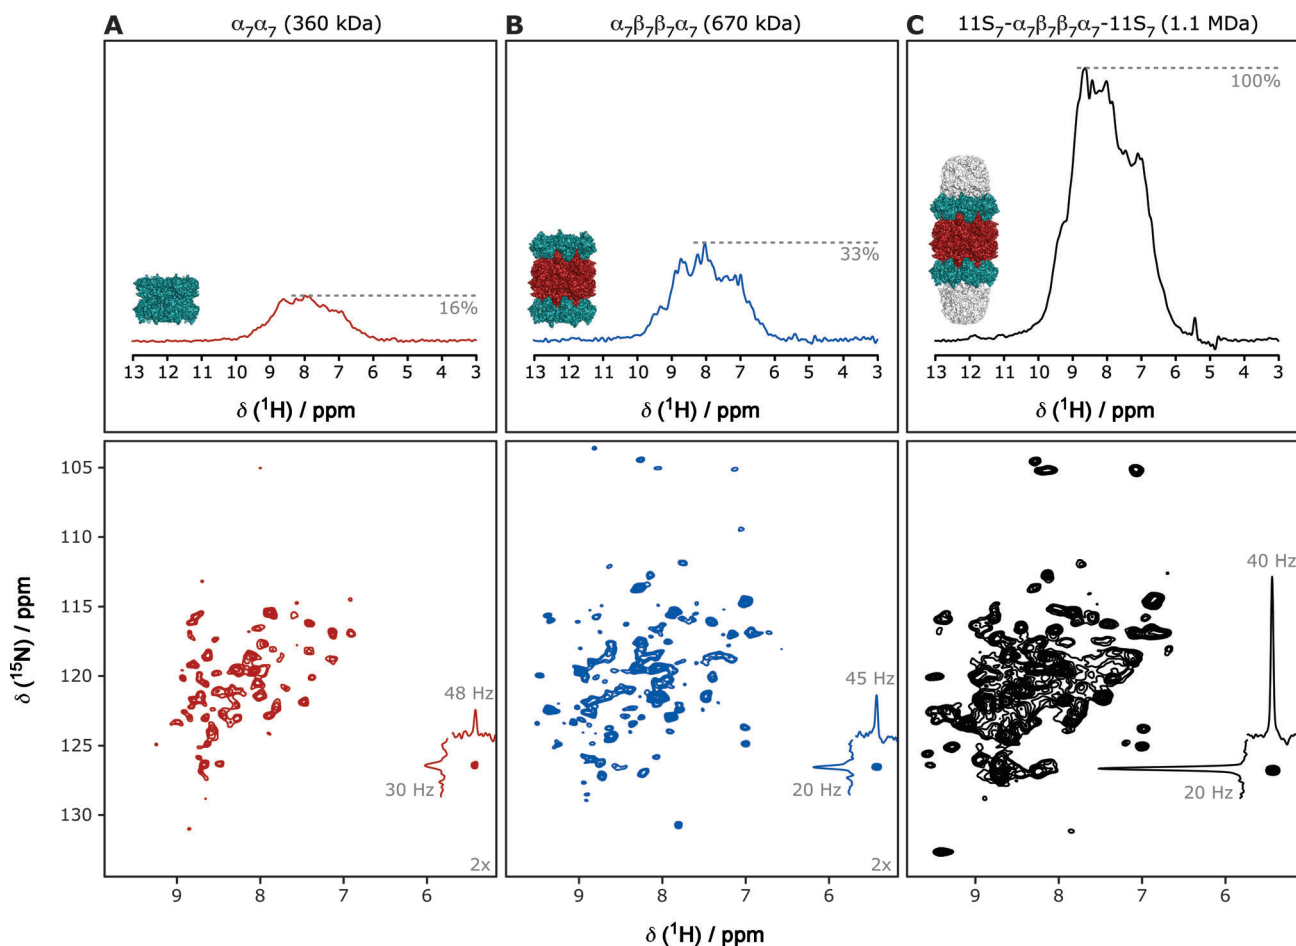 A α₇α₇ (360 kDa)
B α₇β₇β₇α₇ (670 kDa)
C 11S₇-α₇β₇β₇α₇-11S₇ (1.1 MDa)
16%
33%
100%
13 12 11 10 9 8 7 6 5 4 3
13 12 11 10 9 8 7 6 5 4 3
13 12 11 10 9 8 7 6 5 4 3
δ (¹H) / ppm
δ (¹H) / ppm
δ (¹H) / ppm
δ (¹⁵N) / ppm
105
110
115
120
125
130
48 Hz
30 Hz
2x
45 Hz
20 Hz
2x
40 Hz
20 Hz
9 8 7 6
9 8 7 6
9 8 7 6
δ (¹H) / ppm